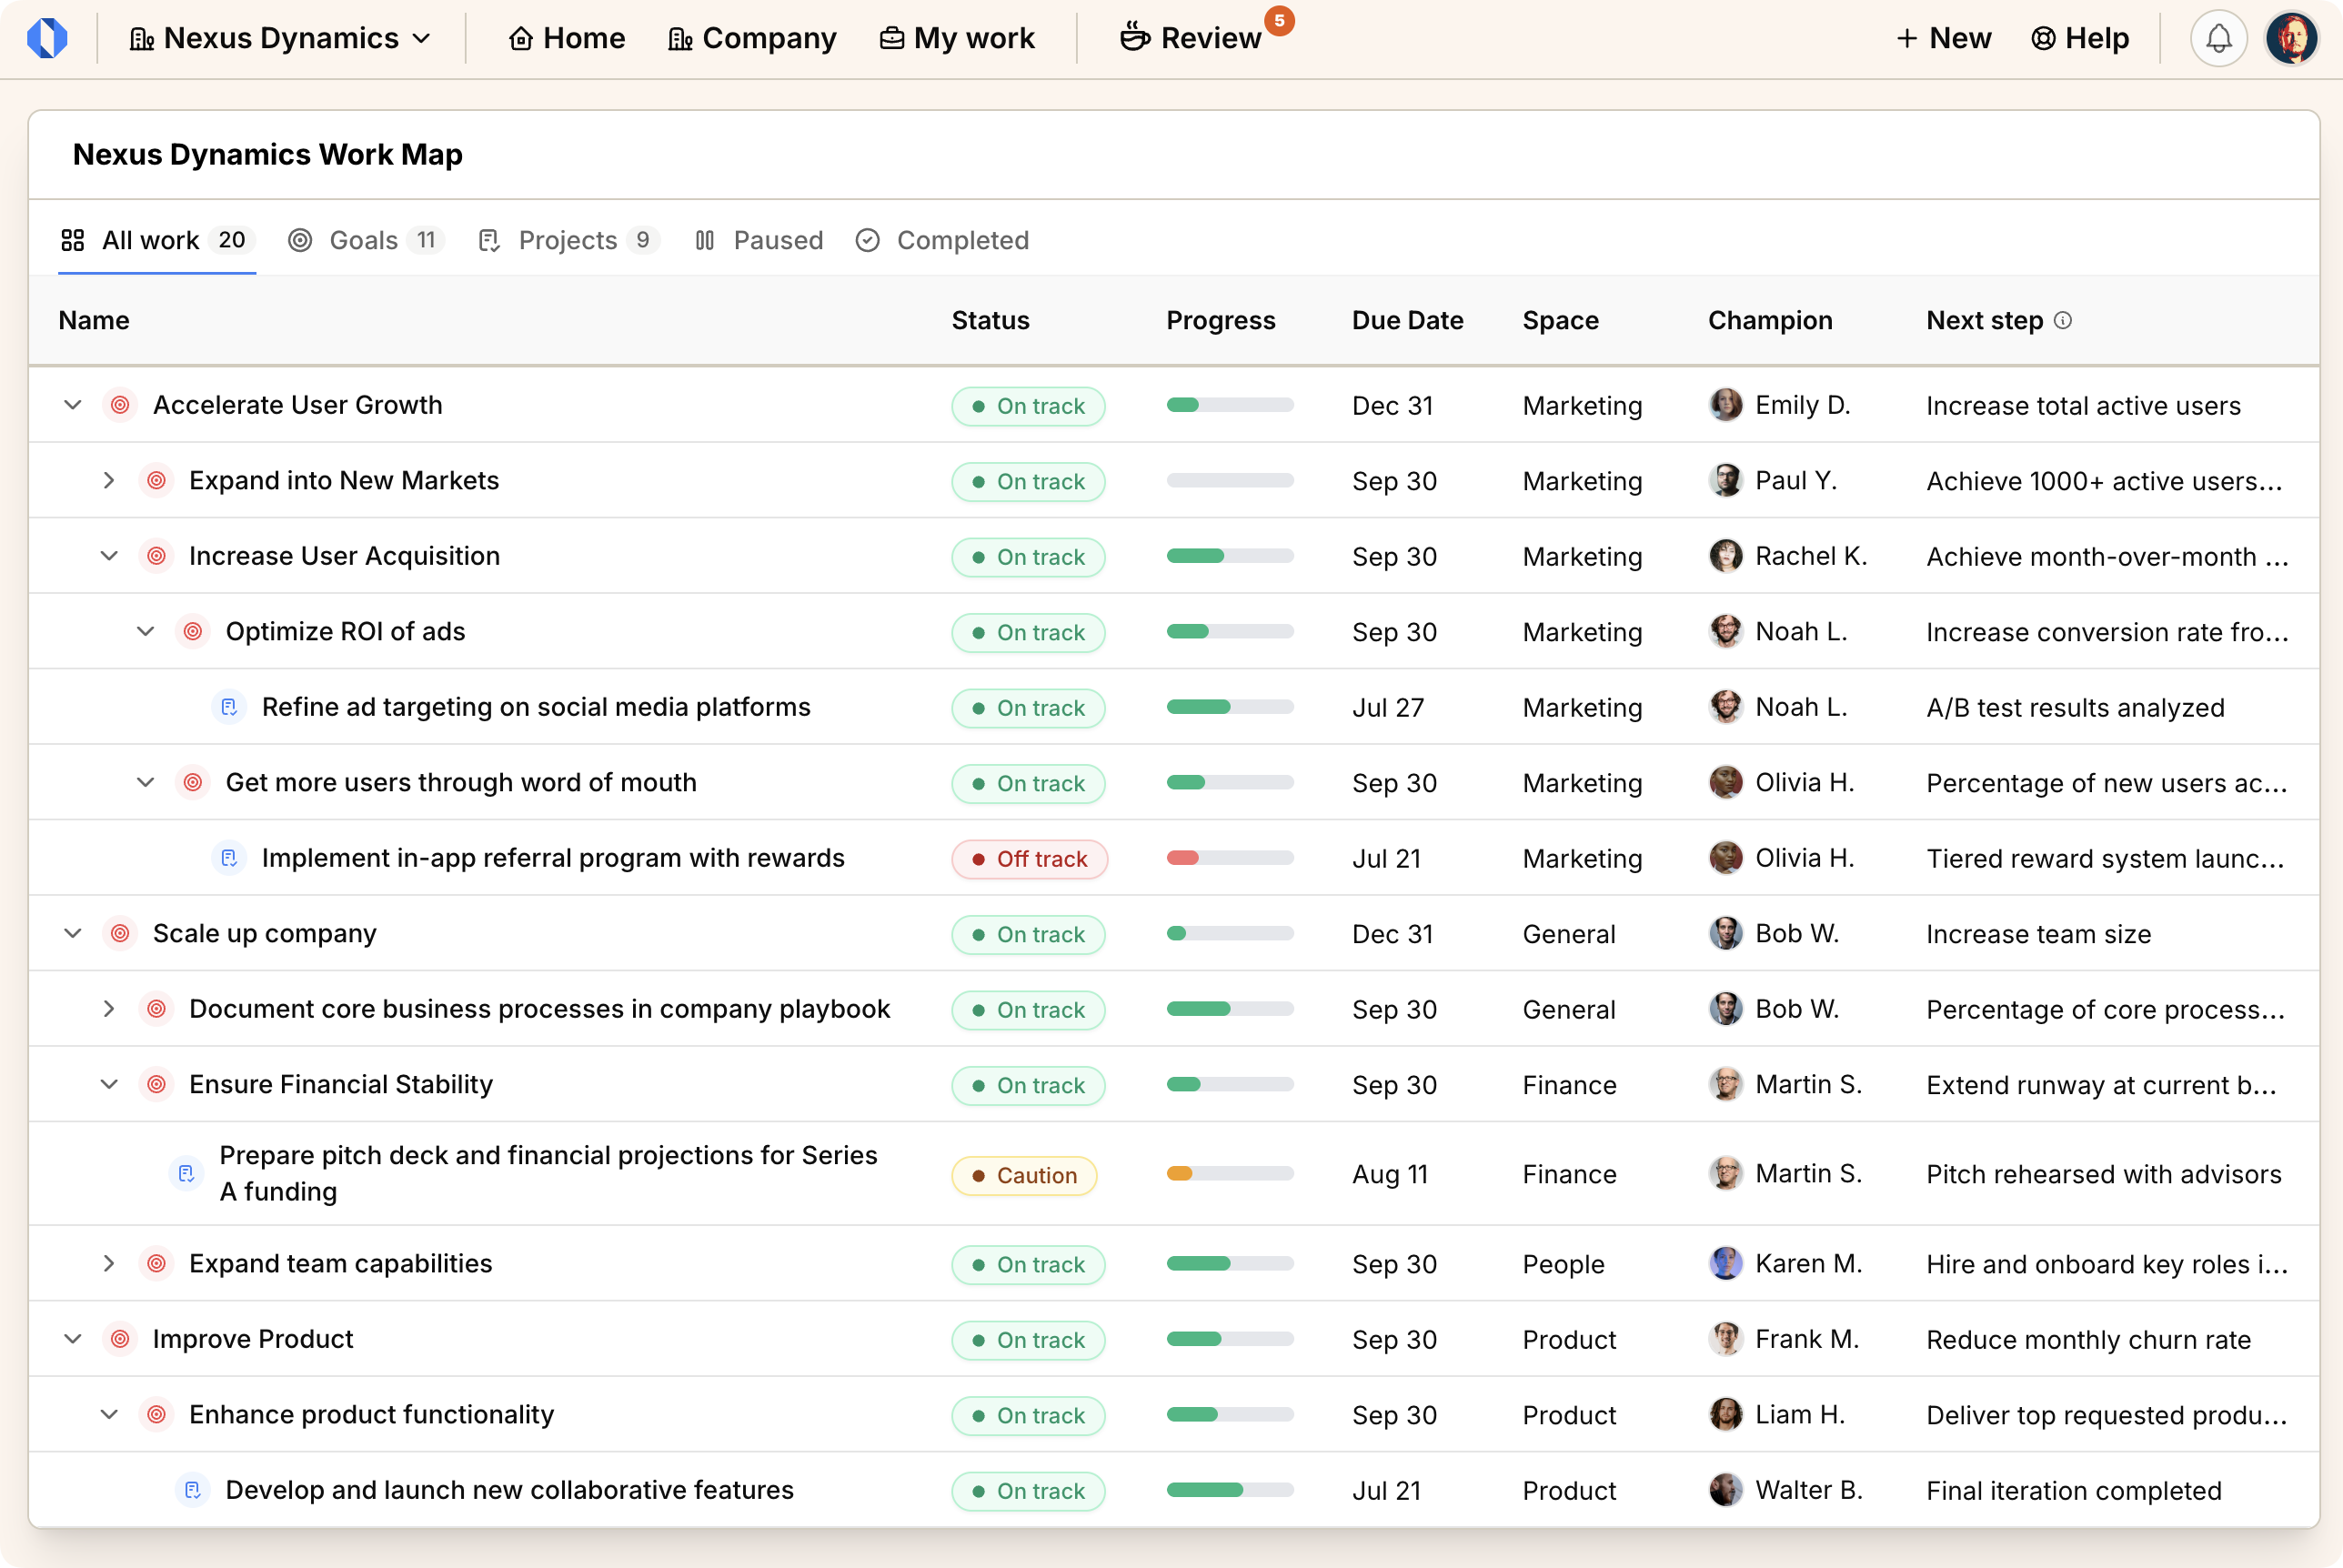 Nexus Dynamics Home Company My work Review 5 + New Help
Nexus Dynamics Work Map
All work 20 Goals 11 Projects 9 Paused Completed
Name Status Progress Due Date Space Champion Next step
Accelerate User Growth On track Dec 31 Marketing Emily D. Increase total active users
Expand into New Markets On track Sep 30 Marketing Paul Y. Achieve 1000+ active users...
Increase User Acquisition On track Sep 30 Marketing Rachel K. Achieve month-over-month ...
Optimize ROI of ads On track Sep 30 Marketing Noah L. Increase conversion rate fro...
Refine ad targeting on social media platforms On track Jul 27 Marketing Noah L. A/B test results analyzed
Get more users through word of mouth On track Sep 30 Marketing Olivia H. Percentage of new users ac...
Implement in-app referral program with rewards Off track Jul 21 Marketing Olivia H. Tiered reward system launc...
Scale up company On track Dec 31 General Bob W. Increase team size
Document core business processes in company playbook On track Sep 30 General Bob W. Percentage of core process...
Ensure Financial Stability On track Sep 30 Finance Martin S. Extend runway at current b...
Prepare pitch deck and financial projections for Series
A funding Caution Aug 11 Finance Martin S. Pitch rehearsed with advisors
Expand team capabilities On track Sep 30 People Karen M. Hire and onboard key roles i...
Improve Product On track Sep 30 Product Frank M. Reduce monthly churn rate
Enhance product functionality On track Sep 30 Product Liam H. Deliver top requested produ...
Develop and launch new collaborative features On track Jul 21 Product Walter B. Final iteration completed